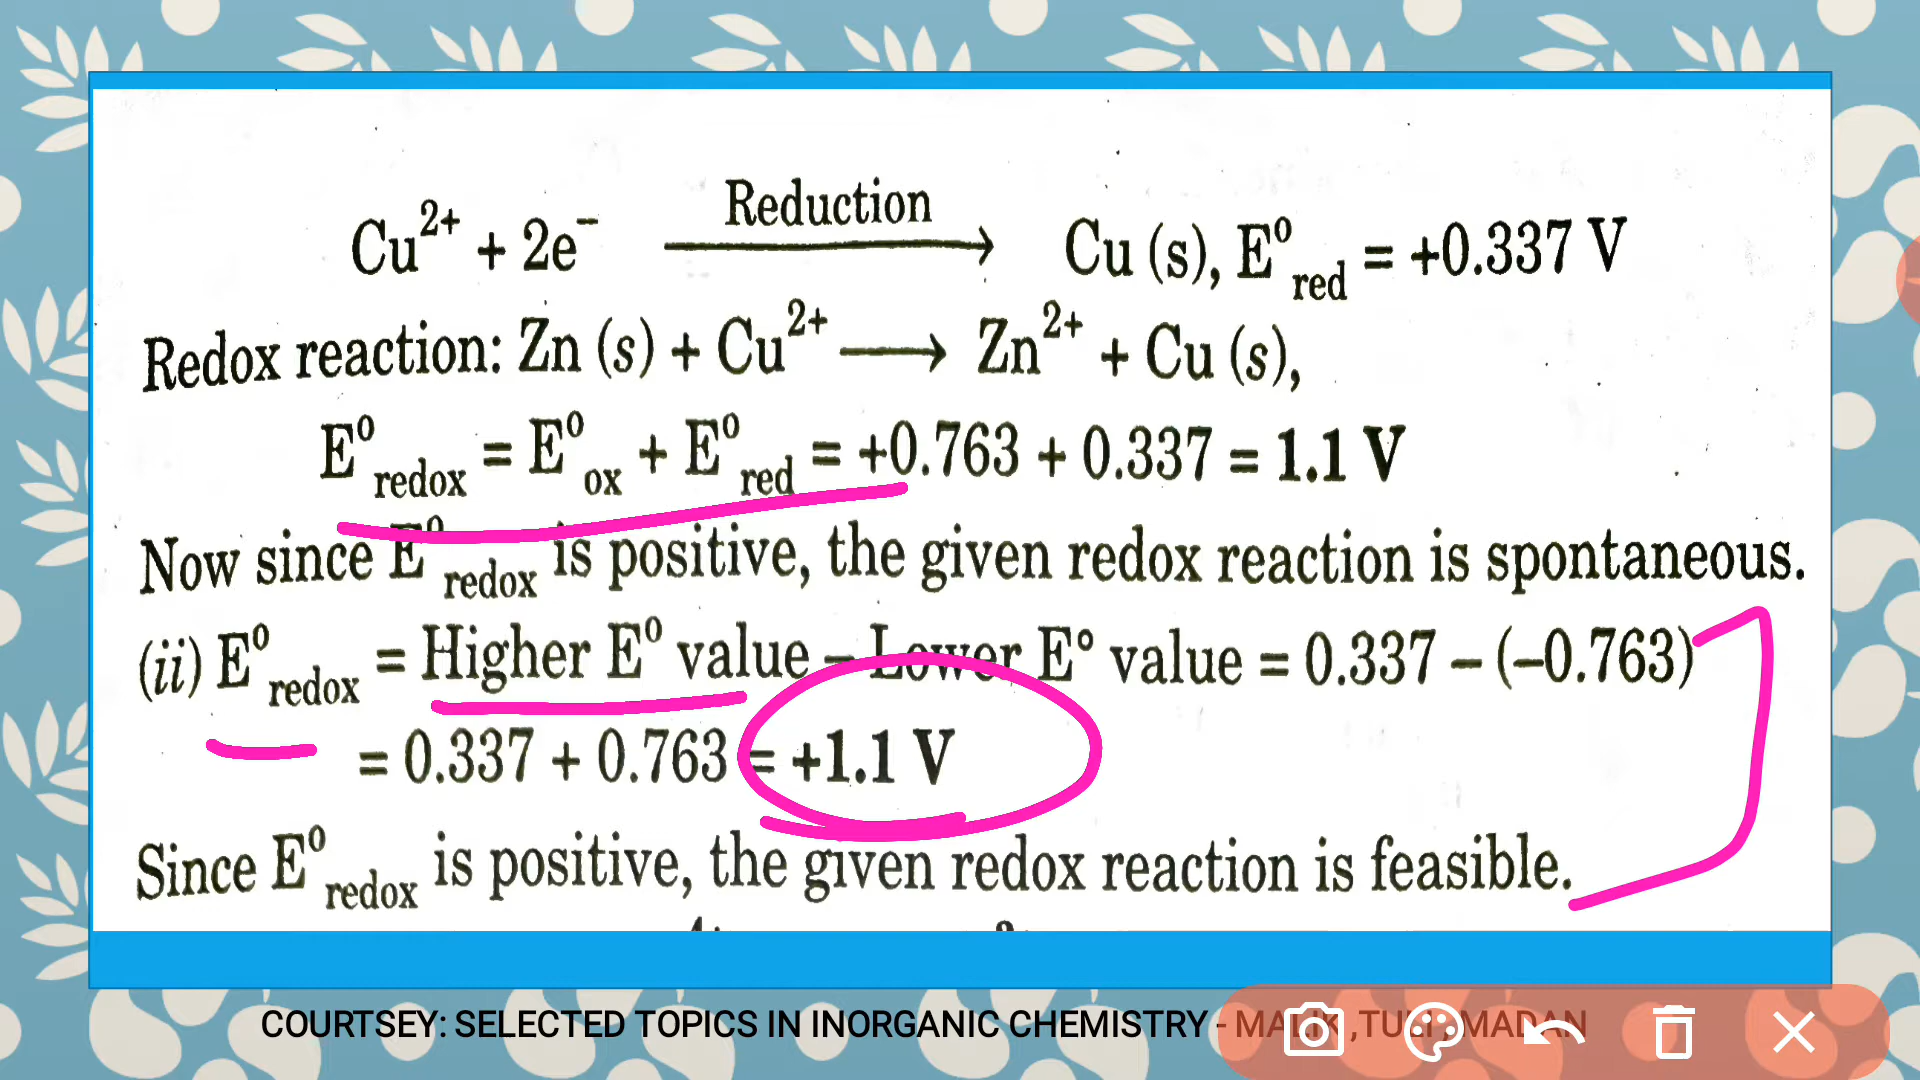 Cu²⁺ + 2e⁻ Reduction⟶ Cu (s), E⁰red = +0.337 V
Redox reaction: Zn (s) + Cu²⁺ ⟶ Zn²⁺ + Cu (s),
E⁰redox = E⁰ox + E⁰red = +0.763 + 0.337 = 1.1 V
Now since E⁰redox is positive, the given redox reaction is spontaneous.
(ii) E⁰redox = Higher E⁰ value – Lower E° value = 0.337 – (–0.763)
= 0.337 + 0.763 = +1.1 V
Since E⁰redox is positive, the given redox reaction is feasible.
COURTSEY: SELECTED TOPICS IN INORGANIC CHEMISTRY - MALIK ,TULI ,MADAN